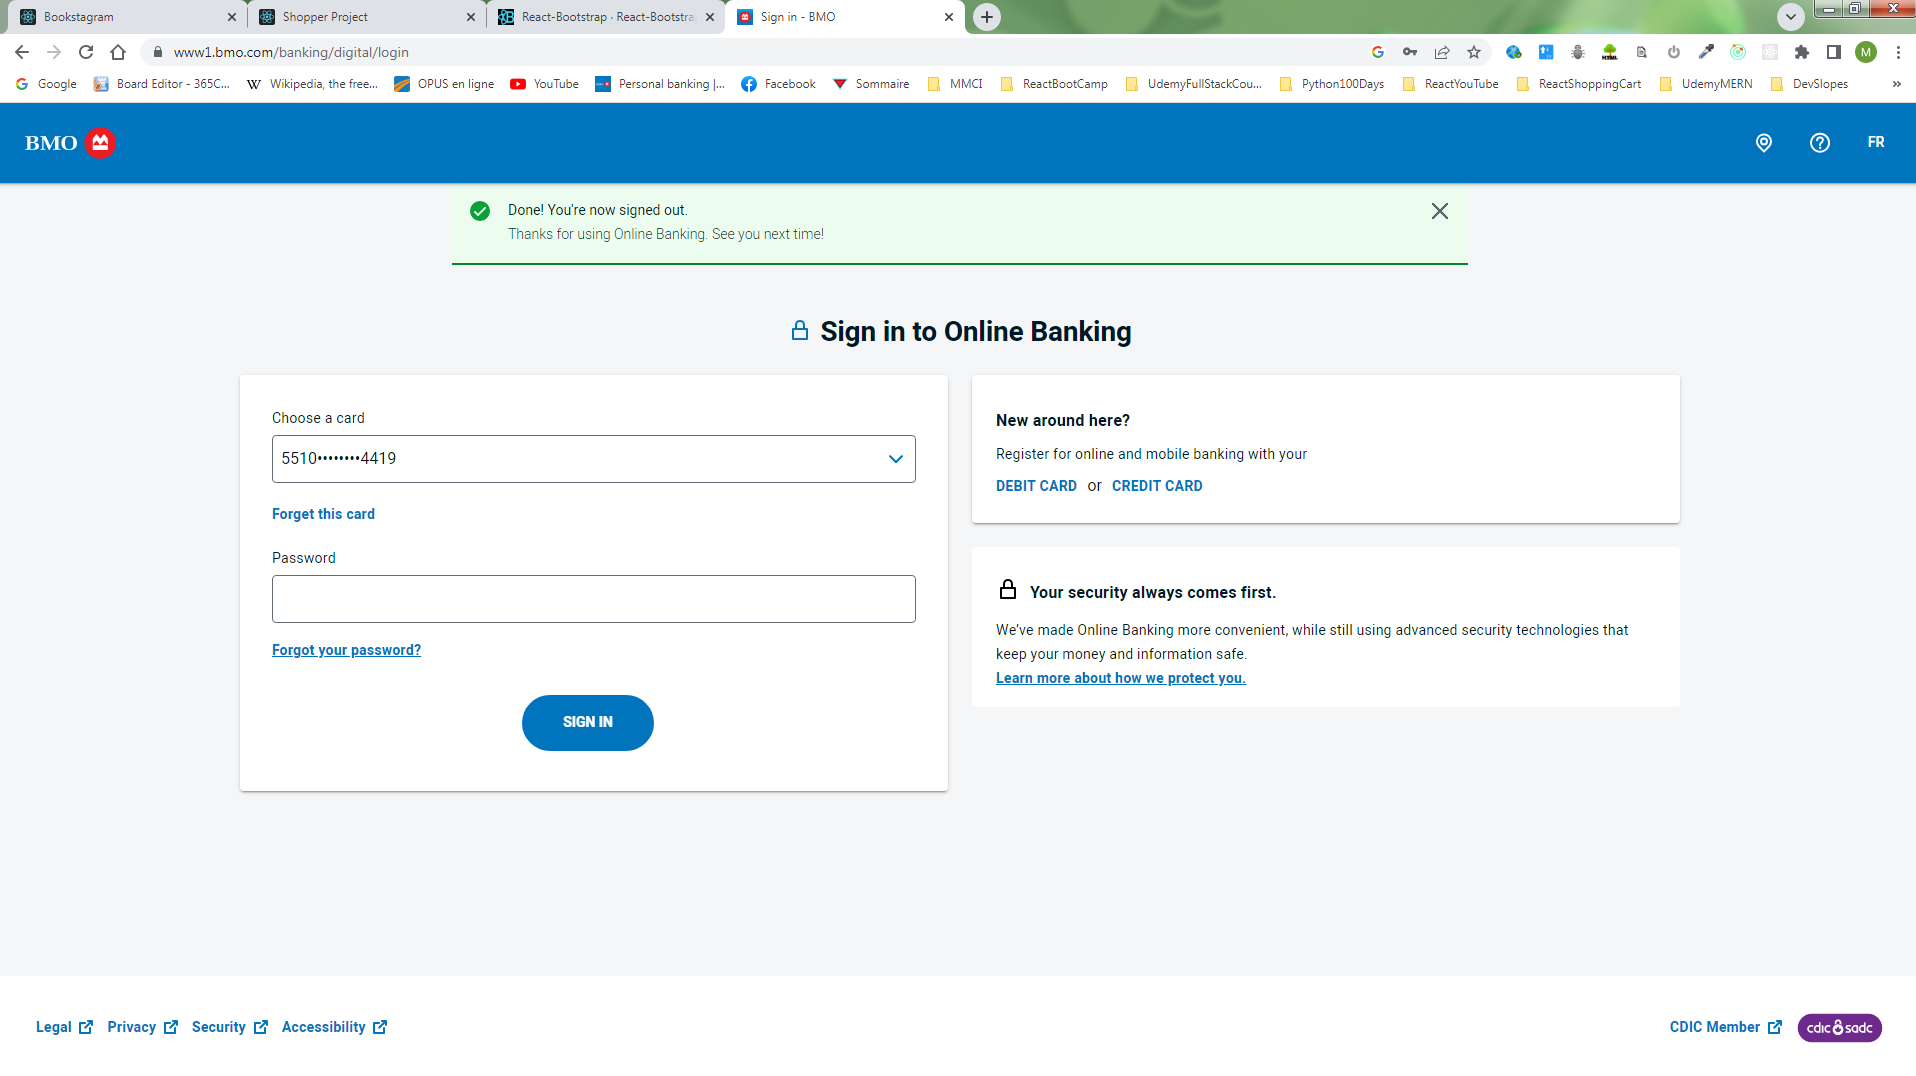 Bookstagram
Shopper Project
React-Bootstrap · React-Bootstra
Sign in - BMO
www1.bmo.com/banking/digital/login
M
Google
Board Editor - 365C...
W Wikipedia, the free...
OPUS en ligne
YouTube
Personal banking |...
Facebook
Sommaire
MMCI
ReactBootCamp
UdemyFullStackCou...
Python100Days
ReactYouTube
ReactShoppingCart
UdemyMERN
DevSlopes
BMO
FR
Done! You're now signed out.
Thanks for using Online Banking. See you next time!
Sign in to Online Banking
Choose a card
5510••••••••4419
Forget this card
Password
Forgot your password?
SIGN IN
New around here?
Register for online and mobile banking with your
DEBIT CARD or CREDIT CARD
Your security always comes first.
We've made Online Banking more convenient, while still using advanced security technologies that
keep your money and information safe.
Learn more about how we protect you.
Legal
Privacy
Security
Accessibility
CDIC Member
cdic sadc